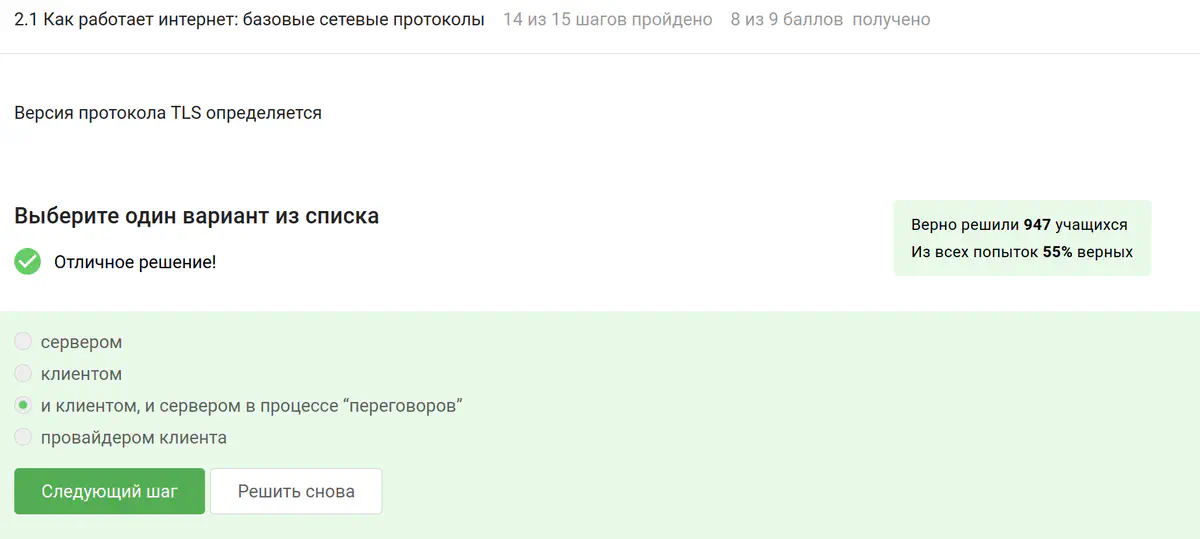 2.1 Как работает интернет: базовые сетевые протоколы 14 из 15 шагов пройдено 8 из 9 баллов получено
Версия протокола TLS определяется
Выберите один вариант из списка
Отличное решение!
Верно решили 947 учащихся
Из всех попыток 55% верных
сервером
клиентом
и клиентом, и сервером в процессе “переговоров”
провайдером клиента
Следующий шаг Решить снова